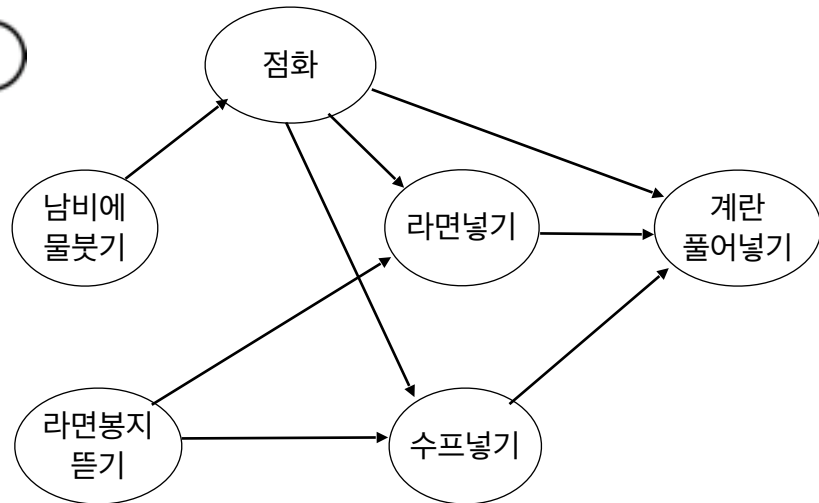 점화
남비에
물붓기
라면넣기
계란
풀어넣기
라면봉지
뜯기
수프넣기